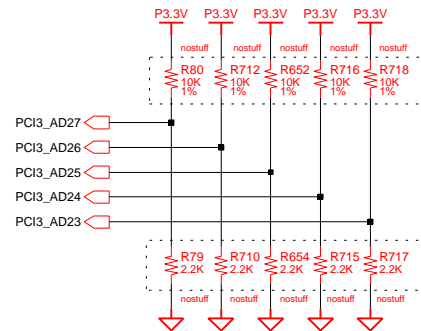 P3.3V P3.3V P3.3V P3.3V P3.3V
nostuff nostuff nostuff nostuff nostuff
R80 R712 R652 R716 R718
10K 10K 10K 10K 10K
1% 1% 1% 1% 1%
PCI3_AD27
PCI3_AD26
PCI3_AD25
PCI3_AD24
PCI3_AD23
R79 R710 R654 R715 R717
2.2K 2.2K 2.2K 2.2K 2.2K
nostuff nostuff nostuff nostuff nostuff